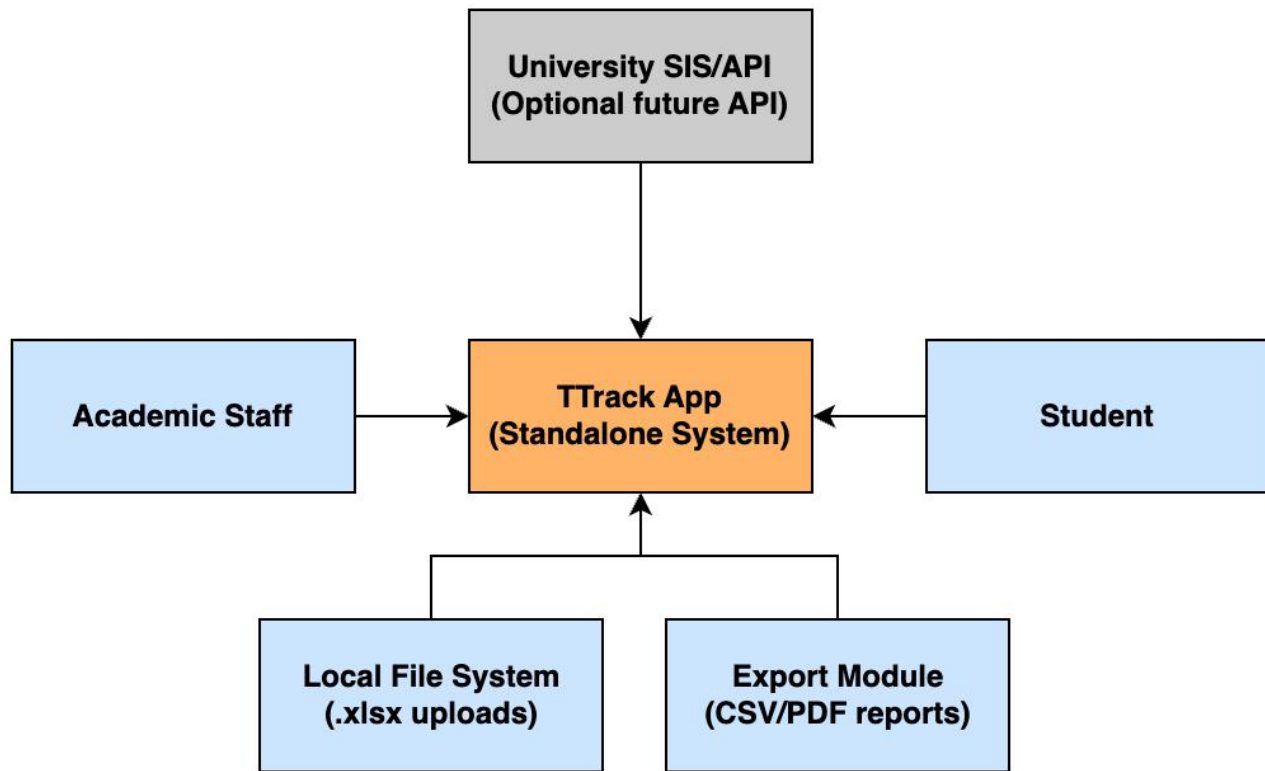 University SIS/API
(Optional future API)
Academic Staff
TTrack App
(Standalone System)
Student
Local File System
(.xlsx uploads)
Export Module
(CSV/PDF reports)